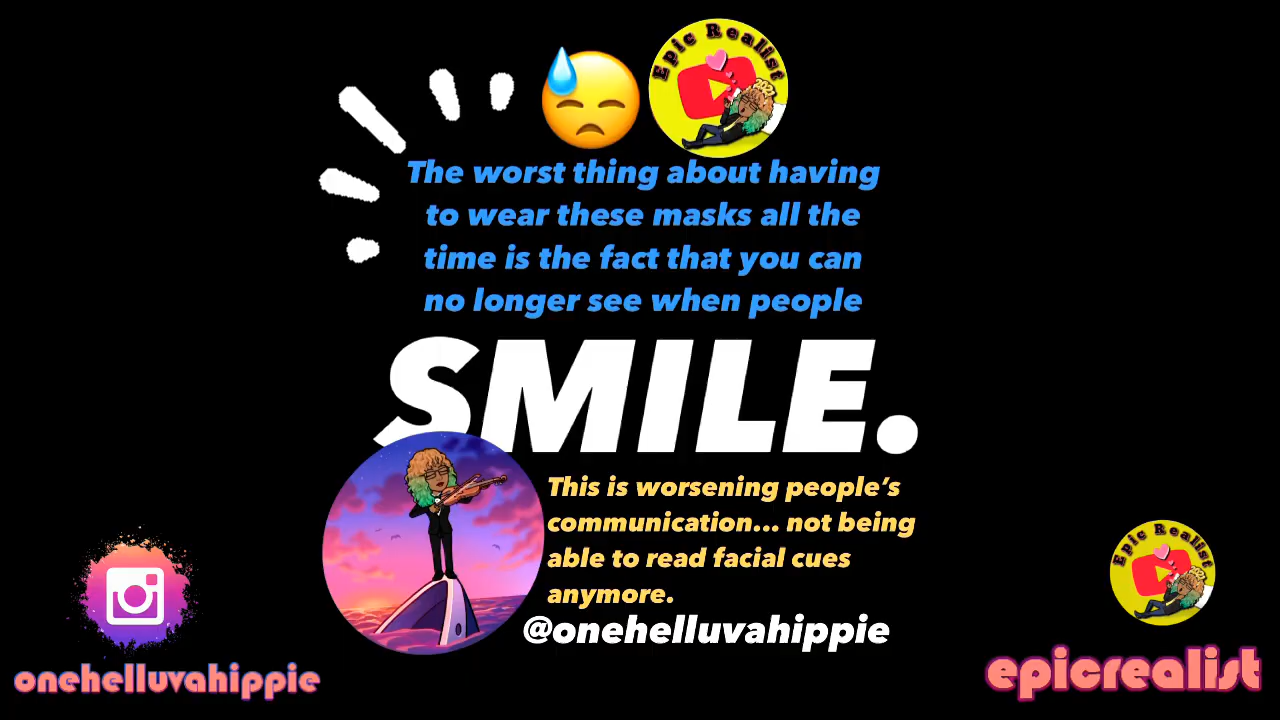 Epic Realist
2021
The worst thing about having
to wear these masks all the
time is the fact that you can
no longer see when people
SMILE.
This is worsening people's
communication... not being
able to read facial cues
anymore.
@onehelluvahippie
Epic Realist
2021
onehelluvahippie
epicrealist